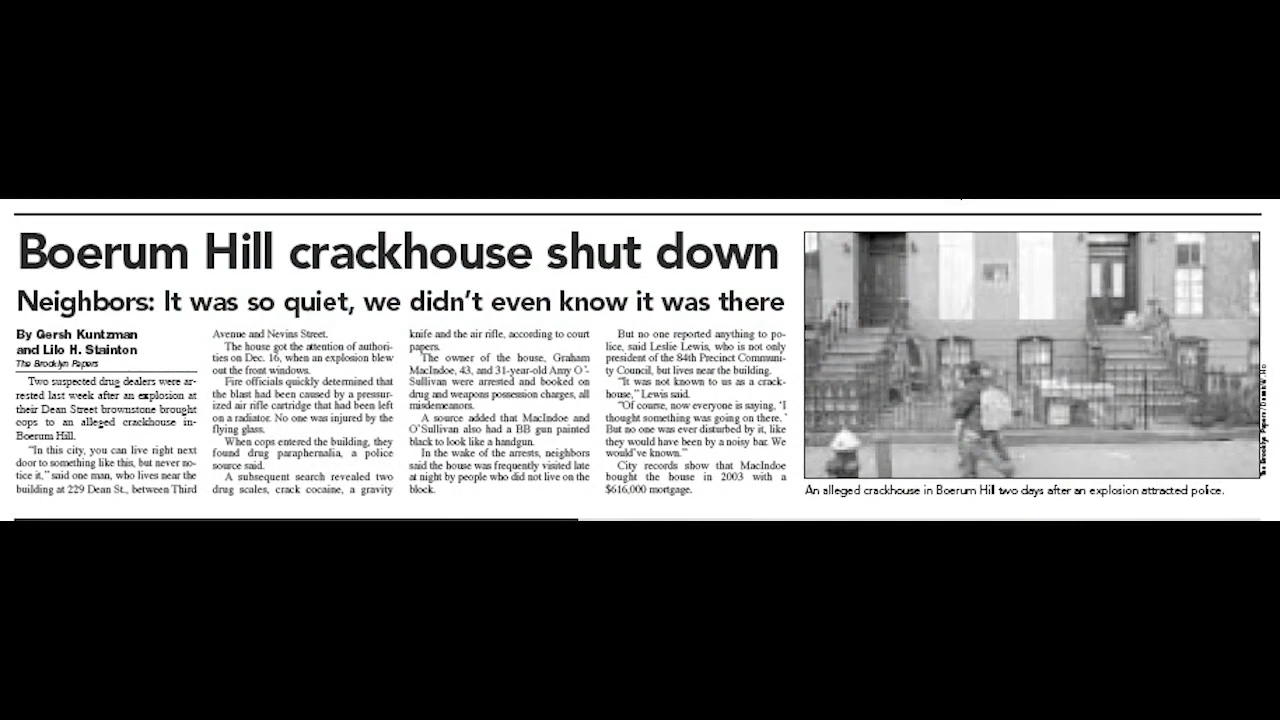 Boerum Hill crackhouse shut down
Neighbors: It was so quiet, we didn't even know it was there
By Gersh Kuntzman
and Lilo H. Stainton
The Brooklyn Papers
Two suspected drug dealers were ar-
rested last week after an explosion at
their Dean Street brownstone brought
cops to an alleged crackhouse in-
Boerum Hill.
"In this city, you can live right next
door to something like this, but never no-
tice it," said one man, who lives near the
building at 229 Dean St., between Third
Avenue and Nevins Street.
The house got the attention of authori-
ties on Dec. 16, when an explosion blew
out the front windows.
Fire officials quickly determined that
the blast had been caused by a pressur-
ized air rifle cartridge that had been left
on a radiator. No one was injured by the
flying glass.
When cops entered the building, they
found drug paraphernalia, a police
source said.
A subsequent search revealed two
drug scales, crack cocaine, a gravity
knife and the air rifle, according to court
papers.
The owner of the house, Graham
MacIndoe, 43, and 31-year-old Amy O'-
Sullivan were arrested and booked on
drug and weapons possession charges, all
misdemeanors.
A source added that MacIndoe and
O'Sullivan also had a BB gun painted
black to look like a handgun.
In the wake of the arrests, neighbors
said the house was frequently visited late
at night by people who did not live on the
block.
But no one reported anything to po-
lice, said Leslie Lewis, who is not only
president of the 84th Precinct Communi-
ty Council, but lives near the building.
"It was not known to us as a crack-
house," Lewis said.
"Of course, now everyone is saying, 'I
thought something was going on there.'
But no one was ever disturbed by it, like
they would have been by a noisy bar. We
would've known."
City records show that MacIndoe
bought the house in 2003 with a
$616,000 mortgage.
An alleged crackhouse in Boerum Hill two days after an explosion attracted police.
The Brooklyn Papers /